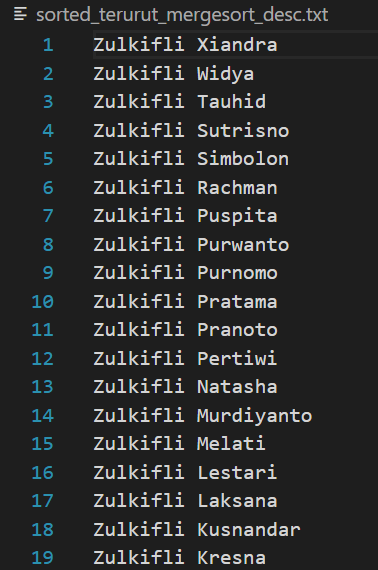 sorted_terurut_mergesort_desc.txt
1 Zulkifli Xiandra
2 Zulkifli Widya
3 Zulkifli Tauhid
4 Zulkifli Sutrisno
5 Zulkifli Simbolon
6 Zulkifli Rachman
7 Zulkifli Puspita
8 Zulkifli Purwanto
9 Zulkifli Purnomo
10 Zulkifli Pratama
11 Zulkifli Pranoto
12 Zulkifli Pertiwi
13 Zulkifli Natasha
14 Zulkifli Murdiyanto
15 Zulkifli Melati
16 Zulkifli Lestari
17 Zulkifli Laksana
18 Zulkifli Kusnandar
19 Zulkifli Kresna